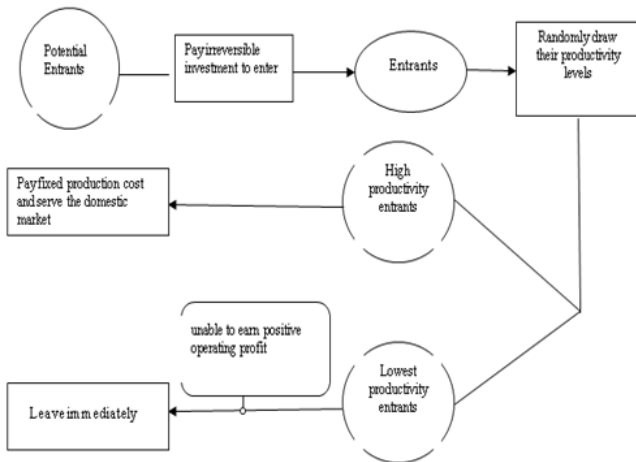 Potential
Entrants
Pay irreversible
investment to enter
Entrants
Randomly draw
their productivity
levels
Pay fixed production cost
and serve the domestic
market
High
productivity
entrants
unable to earn positive
operating profit
Leave immediately
Lowest
productivity
entrants